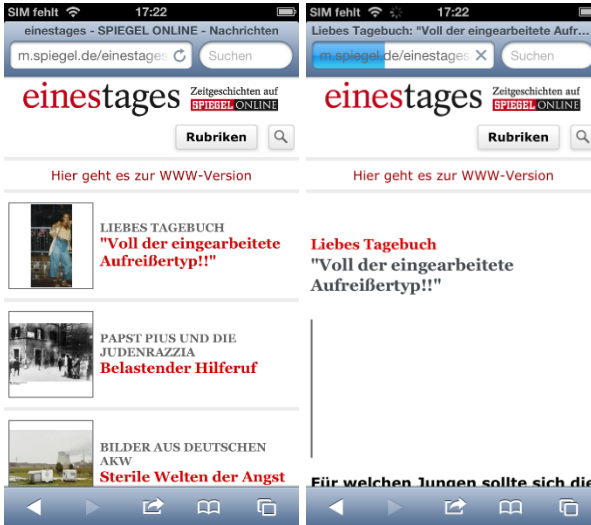 SIM fehlt 17:22
einestages - SPIEGEL ONLINE - Nachrichten
m.spiegel.de/einestages
Suchen
einestages Zeitgeschichten auf
SPIEGEL ONLINE
Rubriken
Hier geht es zur WWW-Version
LIEBES TAGEBUCH
"Voll der eingearbeitete
Aufreißertyp!!"
PAPST PIUS UND DIE
JUDENRAZZIA
Belastender Hilferuf
BILDER AUS DEUTSCHEN
AKW
Sterile Welten der Angst
SIM fehlt 17:22
Liebes Tagebuch: "Voll der eingearbeitete Aufr...
m.spiegel.de/einestages
Suchen
einestages Zeitgeschichten auf
SPIEGEL ONLINE
Rubriken
Hier geht es zur WWW-Version
Liebes Tagebuch
"Voll der eingearbeitete
Aufreißertyp!!"
Für welchen Jungen sollte sich die